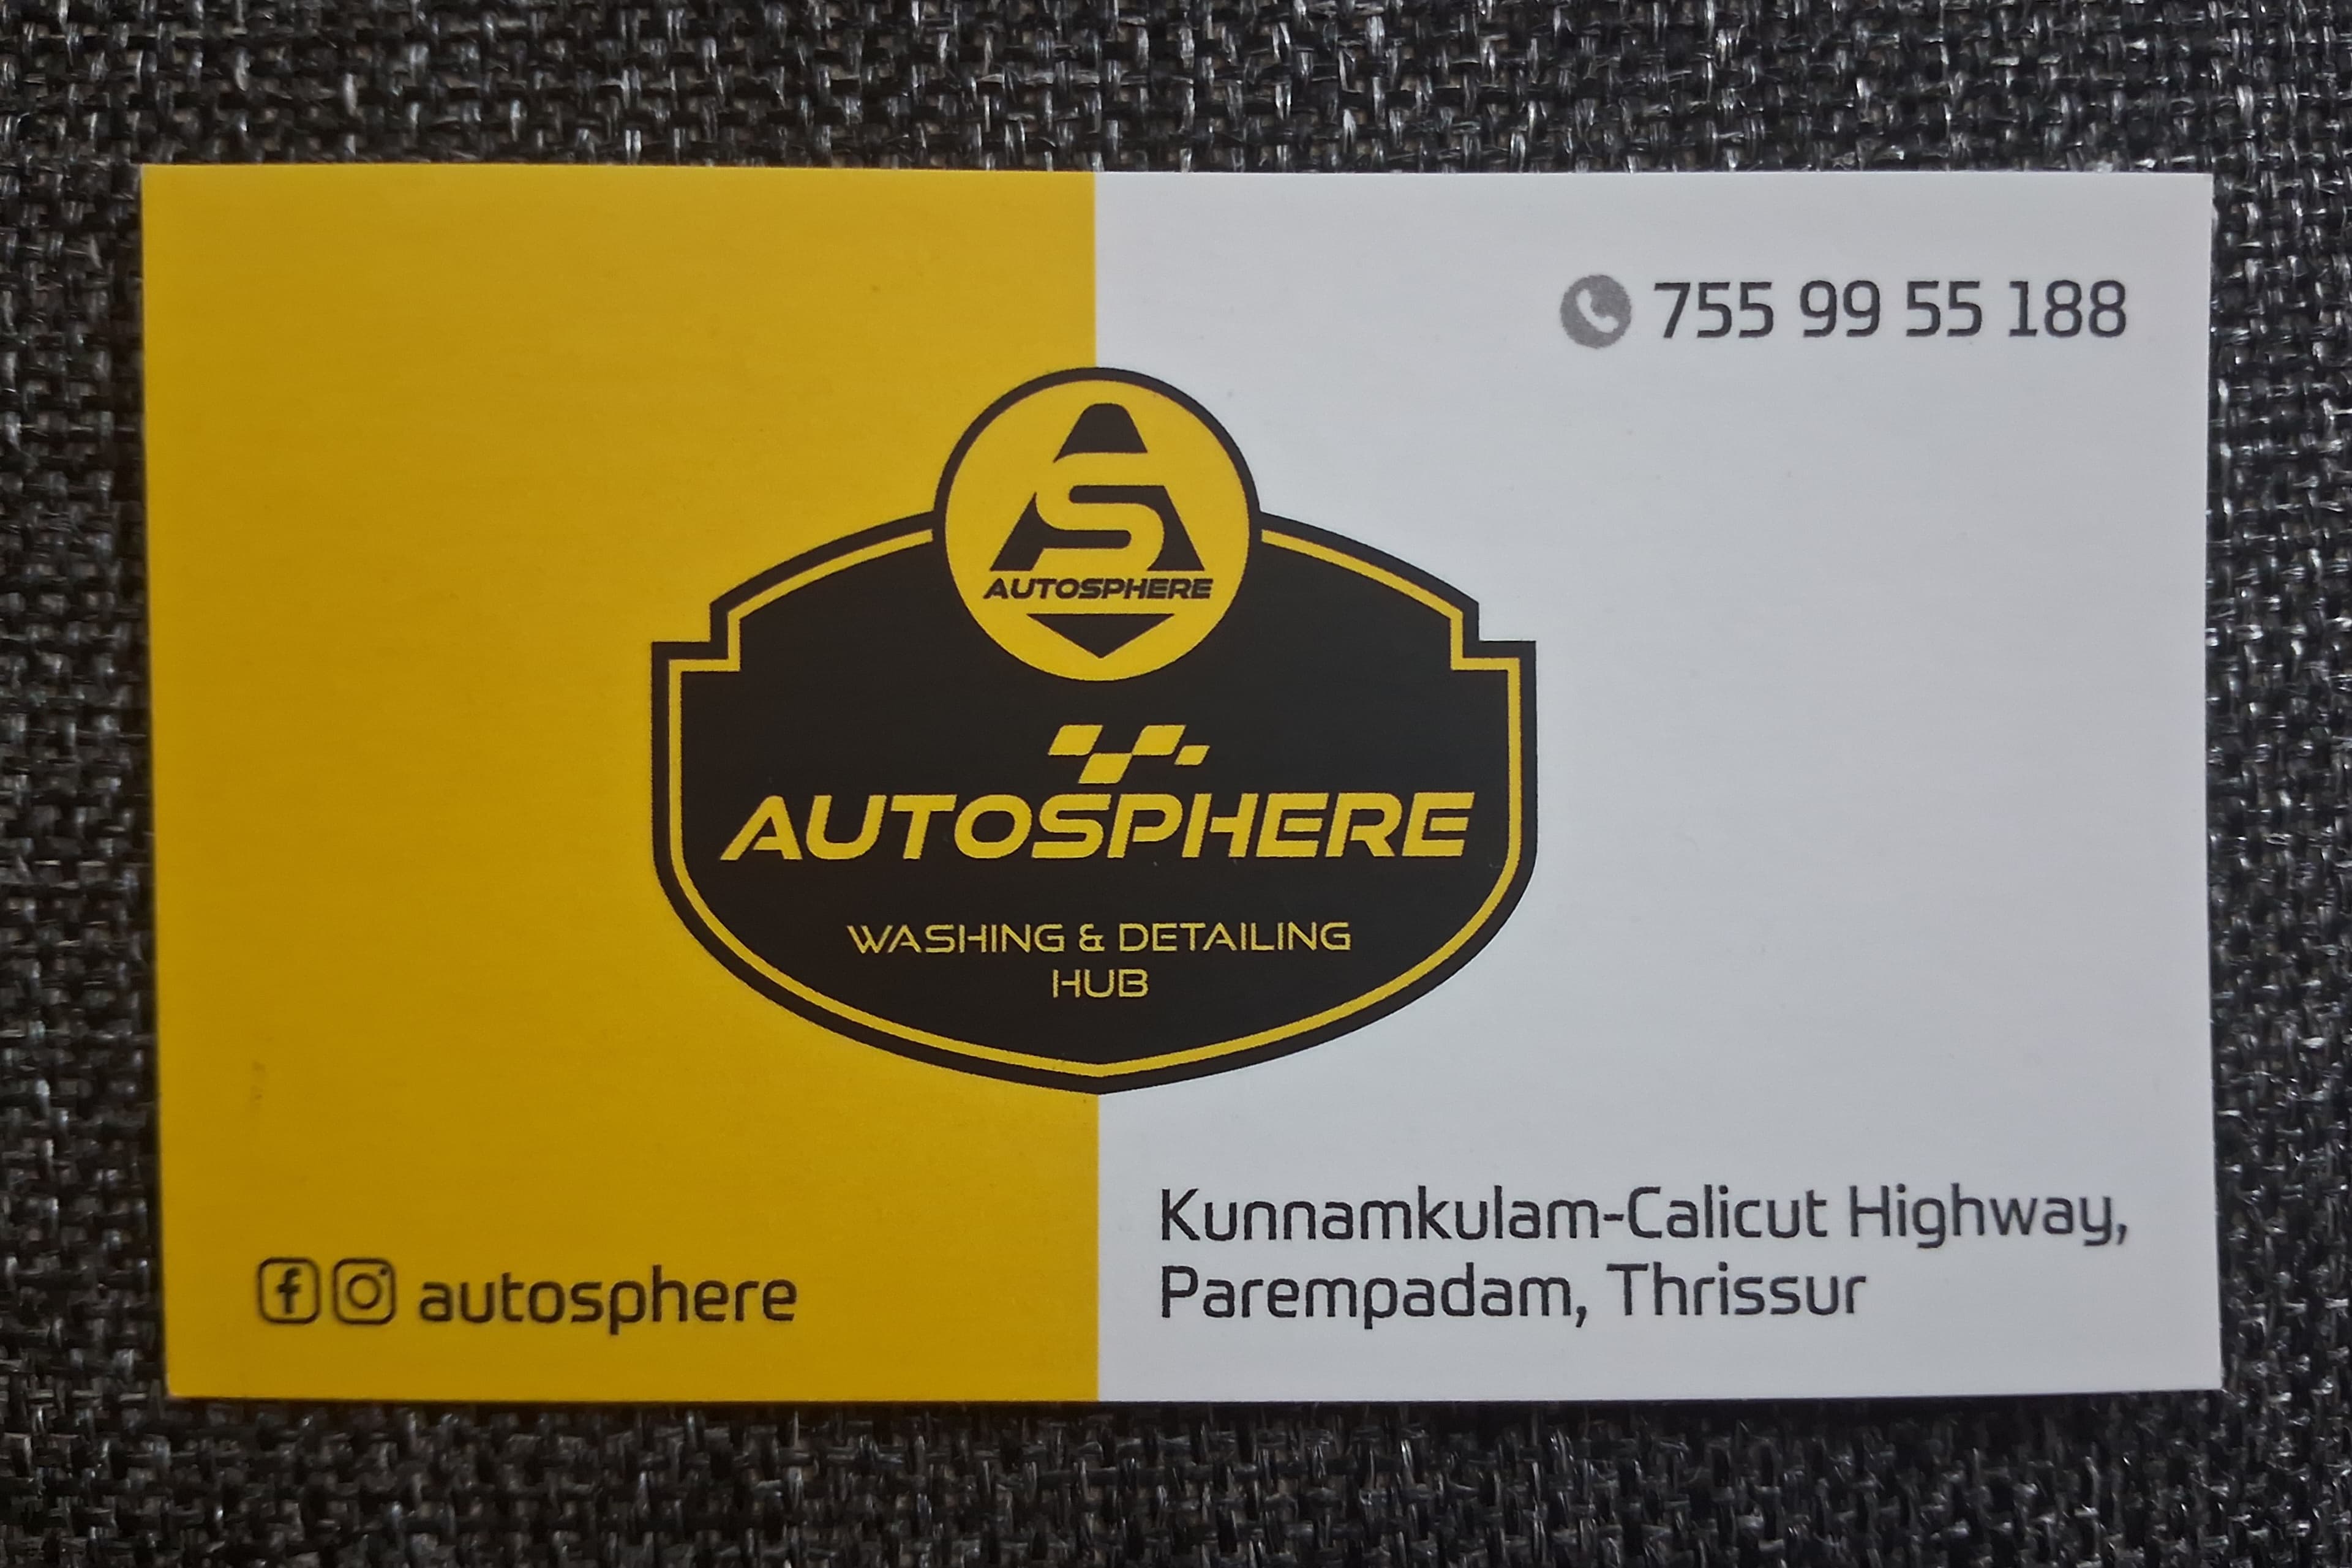 755 99 55 188
AS
AUTOSPHERE
AUTOSPHERE
WASHING & DETAILING
HUB
autosphere
Kunnamkulam-Calicut Highway,
Parempadam, Thrissur